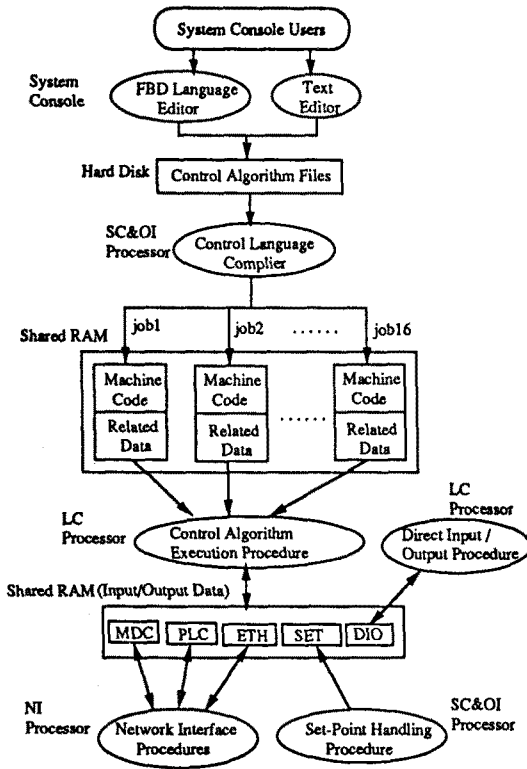 System Console Users
System
Console
FBD Language
Editor
Text
Editor
Hard Disk
Control Algorithm Files
SC&OI
Processor
Control Language
Complier
job1
job2
......
job16
Shared RAM
Machine
Code
Related
Data
Machine
Code
Related
Data
......
Machine
Code
Related
Data
LC
Processor
Control Algorithm
Execution Procedure
LC
Processor
Direct Input /
Output Procedure
Shared RAM (Input/Output Data)
MDC
PLC
ETH
SET
DIO
NI
Processor
Network Interface
Procedures
Set-Point Handling
Procedure
SC&OI
Processor